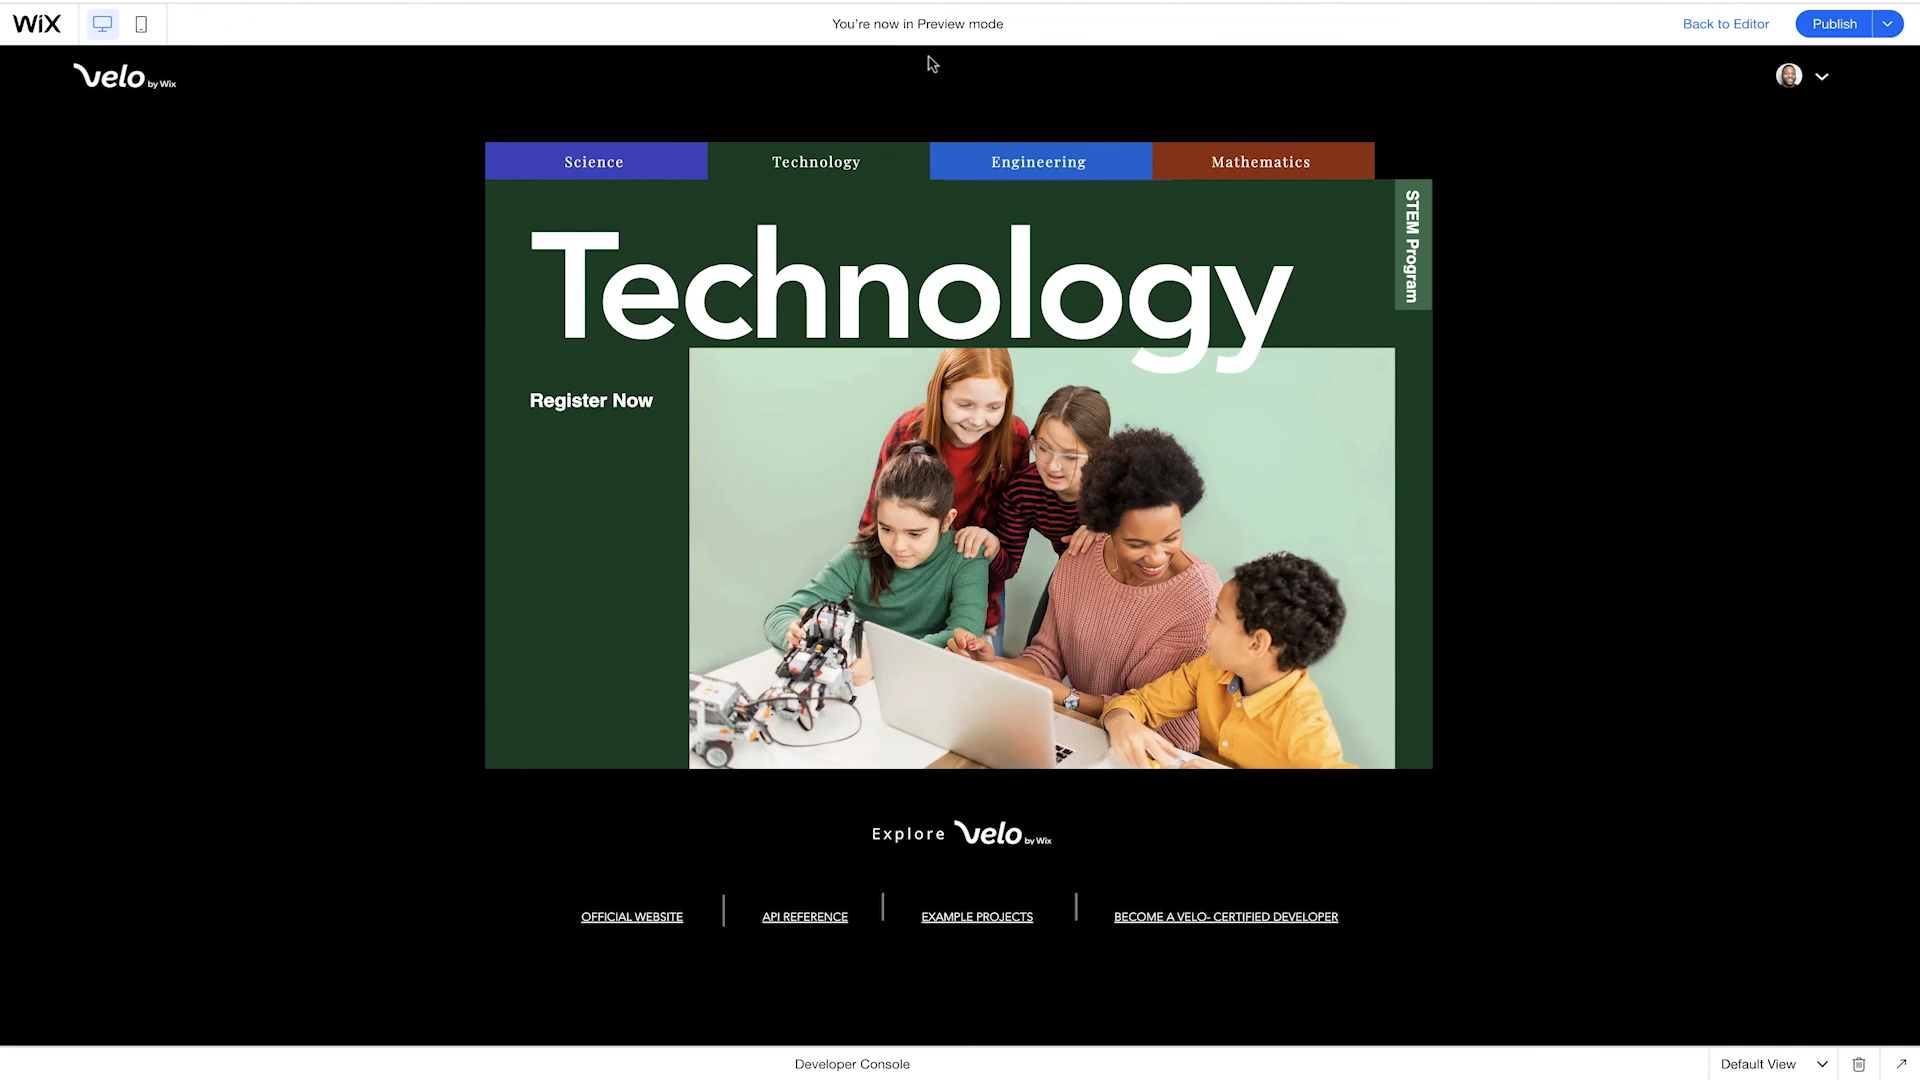 WiX
You're now in Preview mode
Back to Editor
Publish
velo by Wix
Science
Technology
Engineering
Mathematics
STEM Program
Technology
Register Now
Explore velo by Wix
OFFICIAL WEBSITE
API REFERENCE
EXAMPLE PROJECTS
BECOME A VELO- CERTIFIED DEVELOPER
Developer Console
Default View